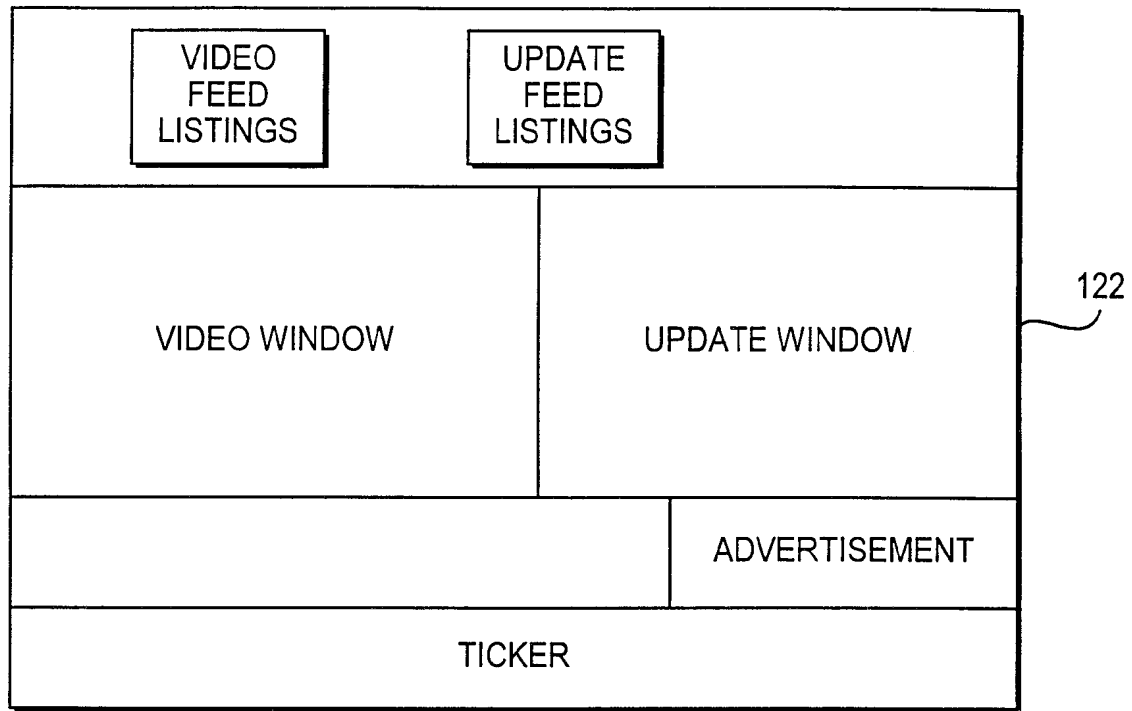 VIDEO
FEED
LISTINGS
UPDATE
FEED
LISTINGS
VIDEO WINDOW
UPDATE WINDOW
122
ADVERTISEMENT
TICKER